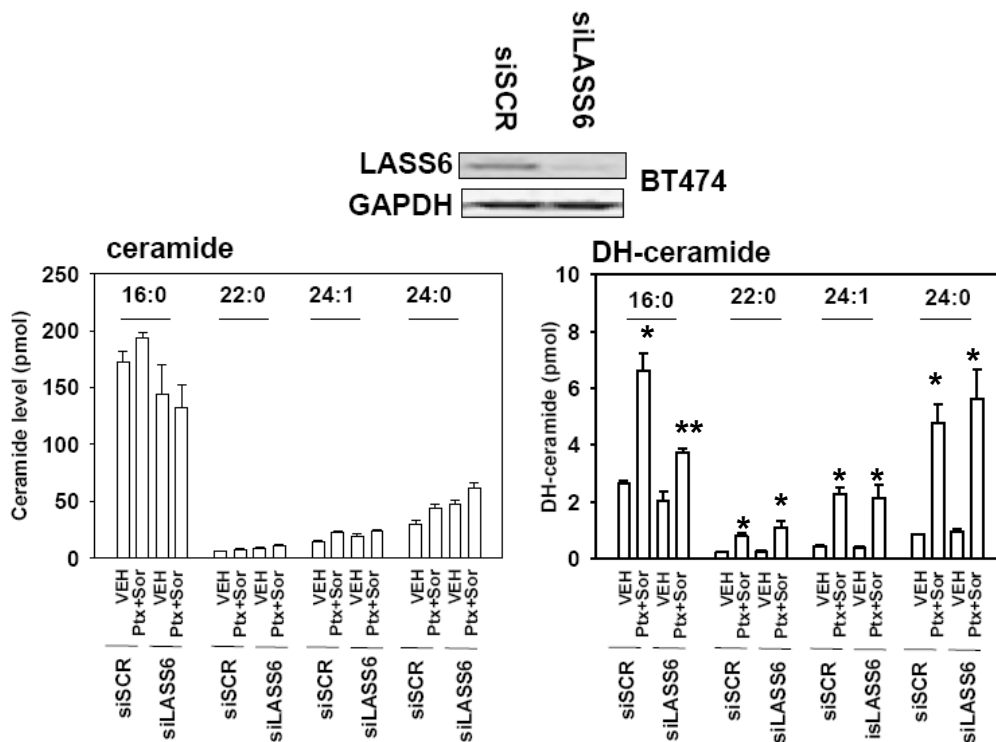 siSCR
siLASS6
LASS6
GAPDH
BT474
ceramide
250
200
150
100
50
0
Ceramide level (pmol)
16:0
22:0
24:1
24:0
VEH
Ptx+Sor
VEH
Ptx+Sor
VEH
Ptx+Sor
VEH
Ptx+Sor
VEH
Ptx+Sor
VEH
Ptx+Sor
VEH
Ptx+Sor
VEH
Ptx+Sor
siSCR
siLASS6
siSCR
siLASS6
siSCR
siLASS6
siSCR
siLASS6
DH-ceramide
10
8
6
4
2
0
DH-ceramide (pmol)
16:0
22:0
24:1
24:0
*
**
*
*
*
*
*
*
VEH
Ptx+Sor
VEH
Ptx+Sor
VEH
Ptx+Sor
VEH
Ptx+Sor
VEH
Ptx+Sor
VEH
Ptx+Sor
VEH
Ptx+Sor
VEH
Ptx+Sor
siSCR
siLASS6
siSCR
siLASS6
siSCR
isLASS6
siSCR
siLASS6